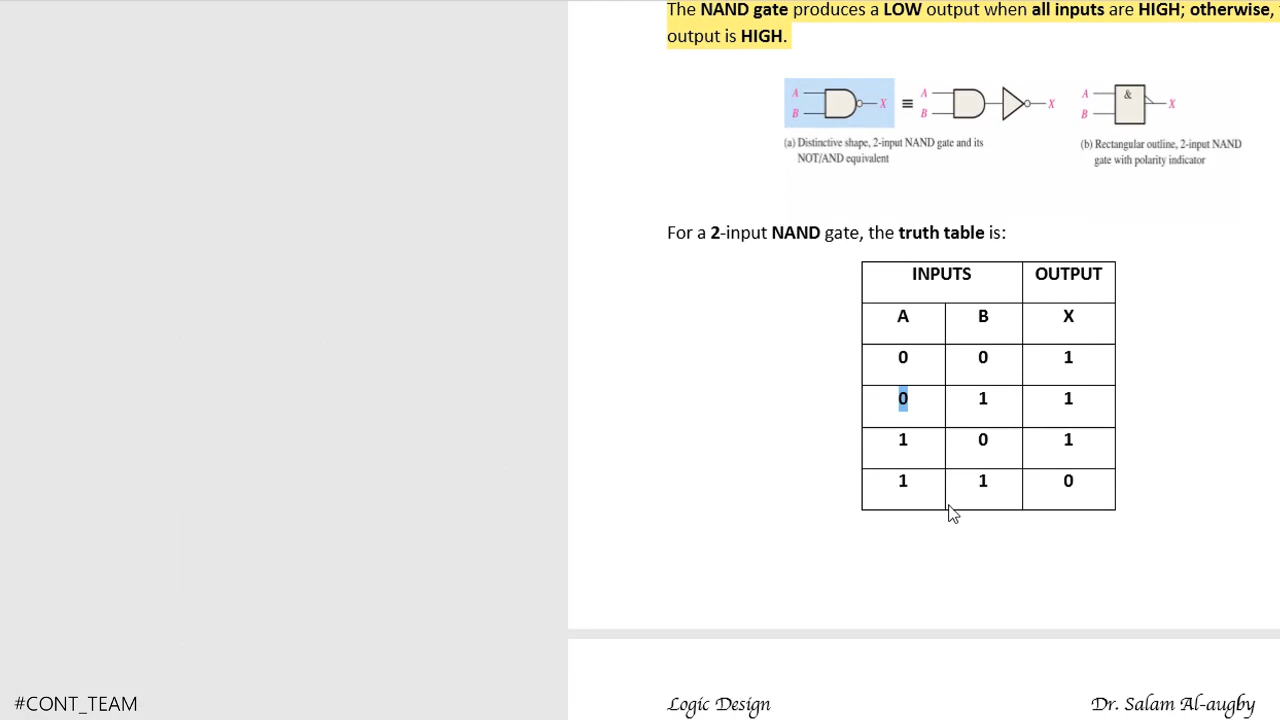 The NAND gate produces a LOW output when all inputs are HIGH; otherwise,
output is HIGH.
A B X ≡ A B X A B & X
(a) Distinctive shape, 2-input NAND gate and its
NOT/AND equivalent
(b) Rectangular outline, 2-input NAND
gate with polarity indicator
For a 2-input NAND gate, the truth table is:
INPUTS OUTPUT
A B X
0 0 1
0 1 1
1 0 1
1 1 0
#CONT_TEAM
Logic Design
Dr. Salam Al-augby